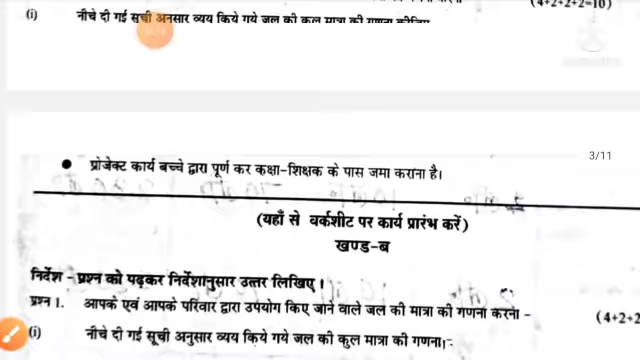 (4+2+2+2=10)
(i) नीचे दी गई सूची अनुसार व्यय किये गये जल की कुल मात्रा की गणना कीजिए
3/11
● प्रोजेक्ट कार्य बच्चे द्वारा पूर्ण कर कक्षा-शिक्षक के पास जमा कराना है।
(यहाँ से वर्कशीट पर कार्य प्रारंभ करें)
खण्ड-ब
निर्देश - प्रश्न को पढ़कर निर्देशानुसार उत्तर लिखिए।
प्रश्न 1. आपके एवं आपके परिवार द्वारा उपयोग किए जाने वाले जल की मात्रा की गणना करना - (4+2+2
(i) नीचे दी गई सूची अनुसार व्यय किये गये जल की कुल मात्रा की गणना।-